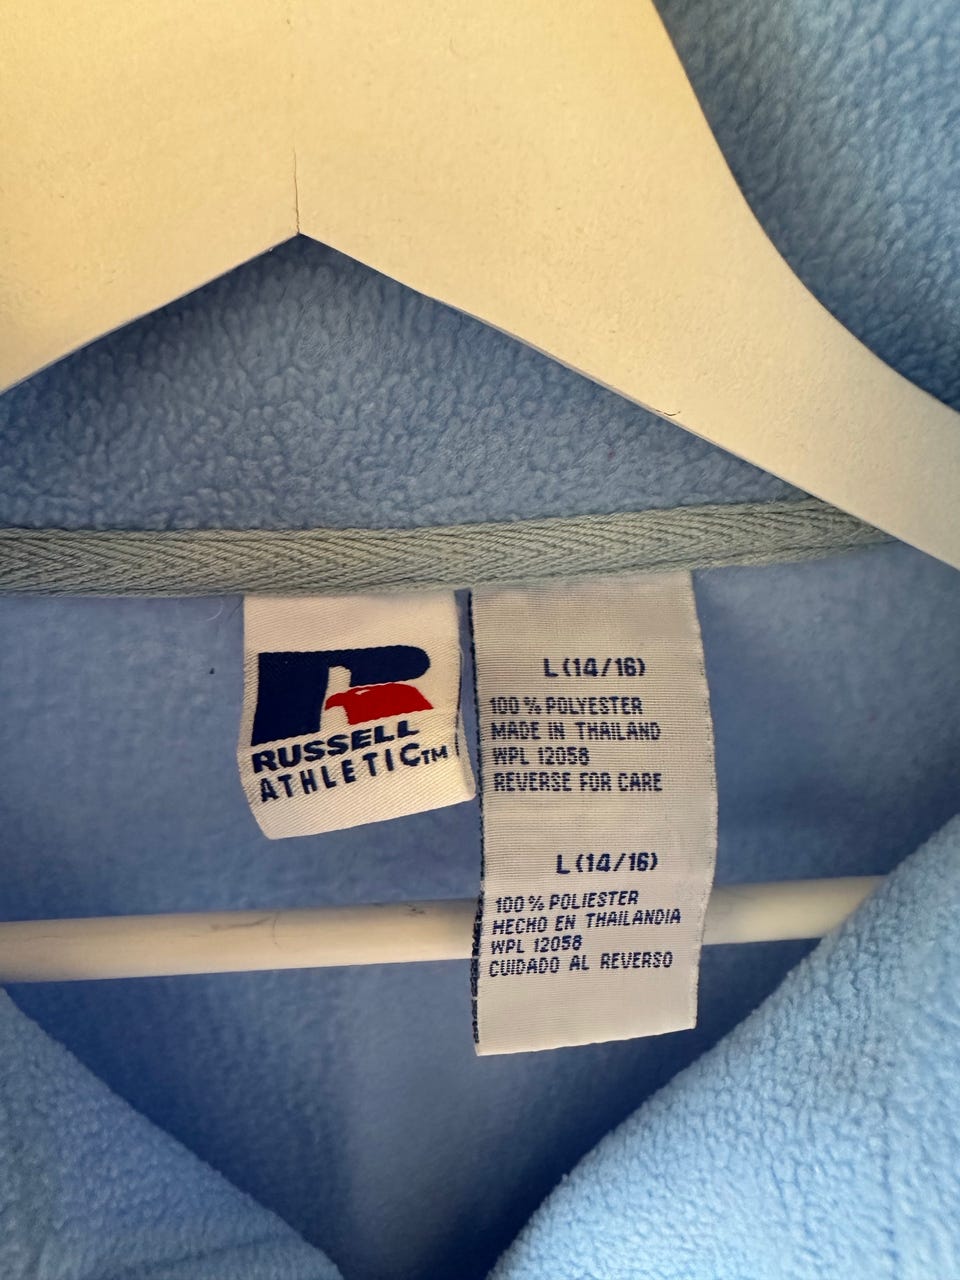 RUSSELL
ATHLETIC™
L(14/16)
100% POLYESTER
MADE IN THAILAND
WPL 12058
REVERSE FOR CARE
L(14/16)
100% POLIESTER
HECHO EN THAILANDIA
WPL 12058
CUIDADO AL REVERSO